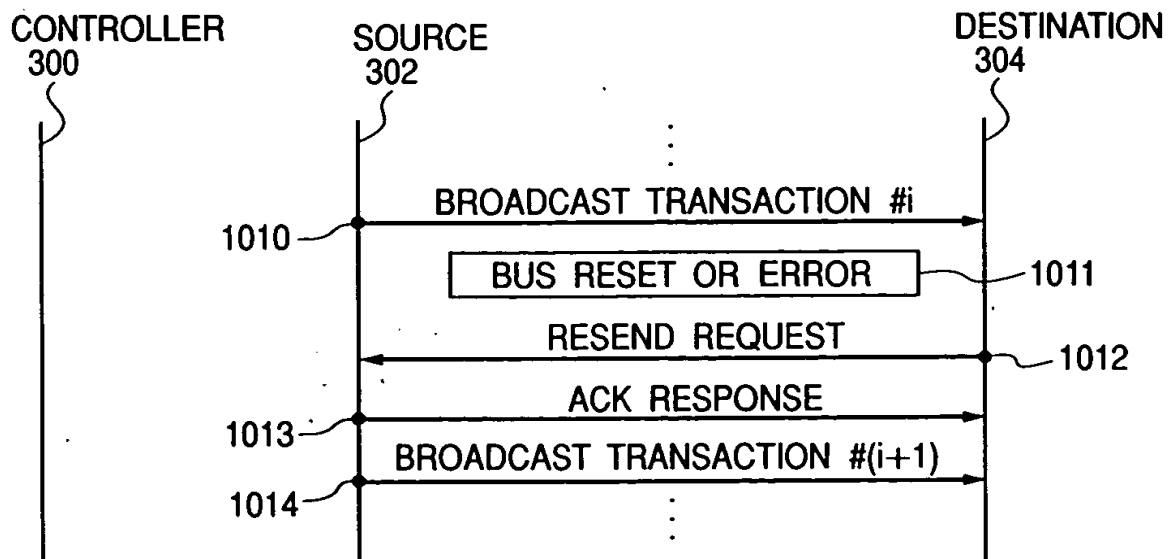 CONTROLLER
300
SOURCE
302
DESTINATION
304
BROADCAST TRANSACTION #i
1010
BUS RESET OR ERROR
1011
RESEND REQUEST
1012
ACK RESPONSE
1013
BROADCAST TRANSACTION #(i+1)
1014